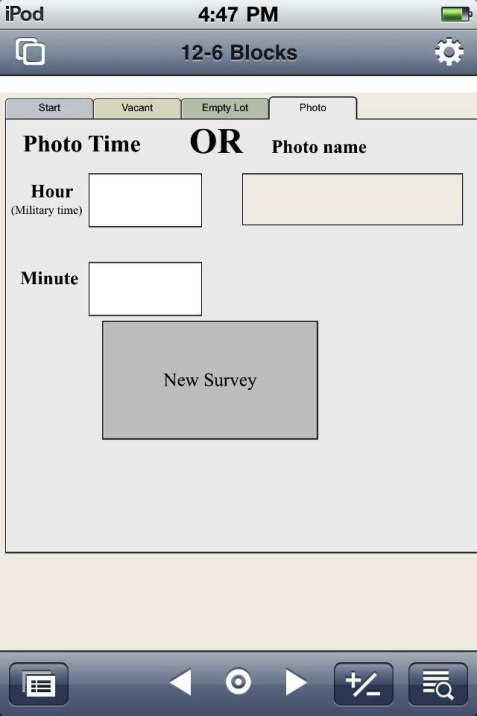 iPod 4:47 PM
12-6 Blocks
Start Vacant Empty Lot Photo
Photo Time OR Photo name
Hour
(Military time)
Minute
New Survey